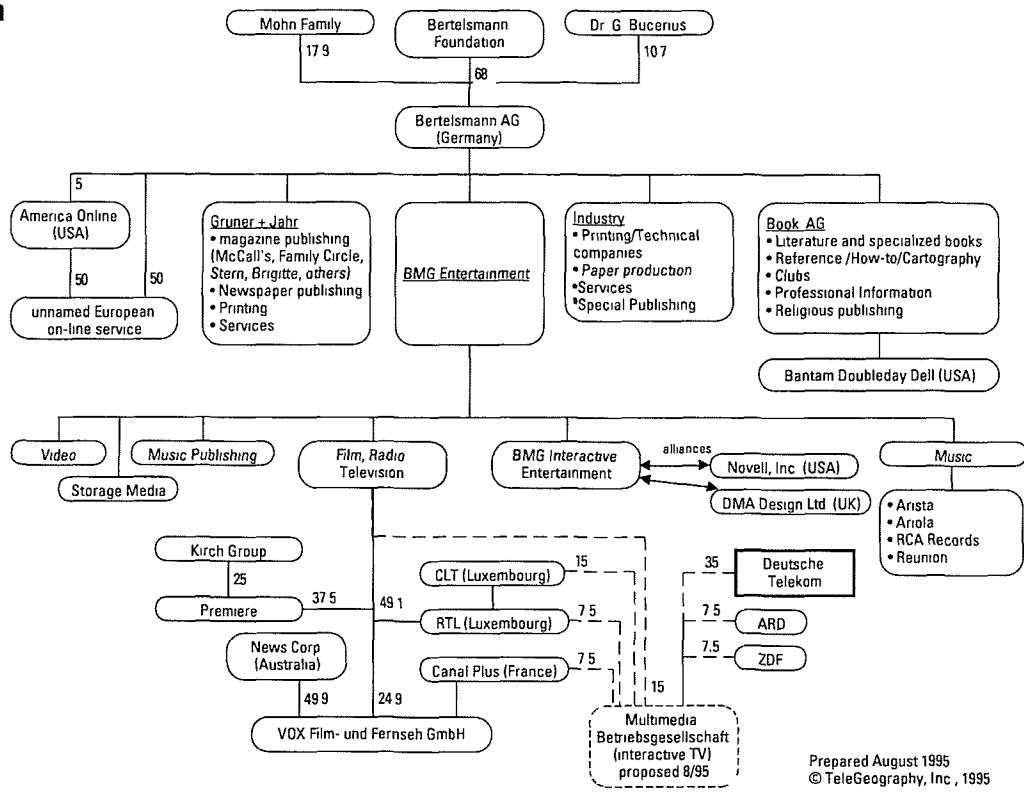 Mohn Family
17 9
Bertelsmann
Foundation
68
Dr G Bucerius
10 7
Bertelsmann AG
(Germany)
5
America Online
(USA)
50
50
unnamed European
on-line service
Gruner + Jahr
• magazine publishing
(McCall's, Family Circle,
Stern, Brigitte, others)
• Newspaper publishing
• Printing
• Services
BMG Entertainment
Industry
• Printing/Technical
companies
• Paper production
•Services
•Special Publishing
Book AG
• Literature and specialized books
• Reference /How-to/Cartography
• Clubs
• Professional Information
• Religious publishing
Bantam Doubleday Dell (USA)
Video
Storage Media
Music Publishing
Film, Radio
Television
BMG Interactive
Entertainment
alliances
Novell, Inc (USA)
DMA Design Ltd (UK)
Music
• Arista
• Ariola
• RCA Records
• Reunion
Kirch Group
25
Premiere
37 5
49 1
CLT (Luxembourg)
15
RTL (Luxembourg)
7 5
News Corp
(Australia)
49 9
24 9
Canal Plus (France)
7 5
VOX Film- und Fernseh GmbH
15
35
Deutsche
Telekom
7 5
ARD
7.5
ZDF
Multimedia
Betriebsgesellschaft
(interactive TV)
proposed 8/95
Prepared August 1995
© TeleGeography, Inc , 1995